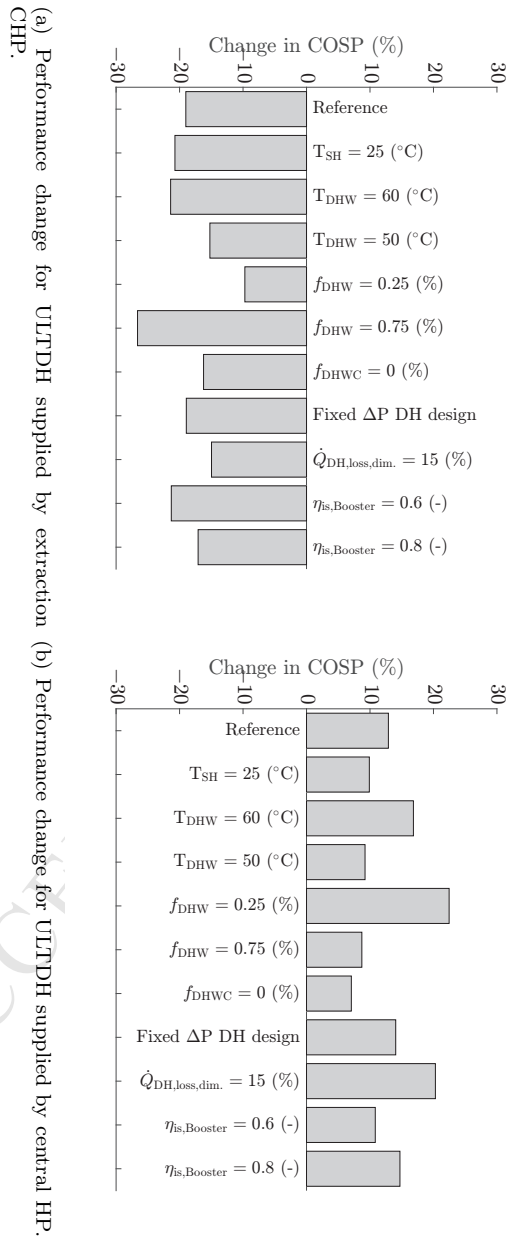 Change in COSP (%)
-30
-20
-10
0
10
20
30
Reference
T_SH = 25 (°C)
T_DHW = 60 (°C)
T_DHW = 50 (°C)
f_DHW = 0.25 (%)
f_DHW = 0.75 (%)
f_DHWC = 0 (%)
Fixed ΔP DH design
Q̇_DH,loss,dim. = 15 (%)
η_is,Booster = 0.6 (-)
η_is,Booster = 0.8 (-)
(a) Performance change for ULTDH supplied by extraction
CHP.
Change in COSP (%)
-30
-20
-10
0
10
20
30
Reference
T_SH = 25 (°C)
T_DHW = 60 (°C)
T_DHW = 50 (°C)
f_DHW = 0.25 (%)
f_DHW = 0.75 (%)
f_DHWC = 0 (%)
Fixed ΔP DH design
Q̇_DH,loss,dim. = 15 (%)
η_is,Booster = 0.6 (-)
η_is,Booster = 0.8 (-)
(b) Performance change for ULTDH supplied by central HP.